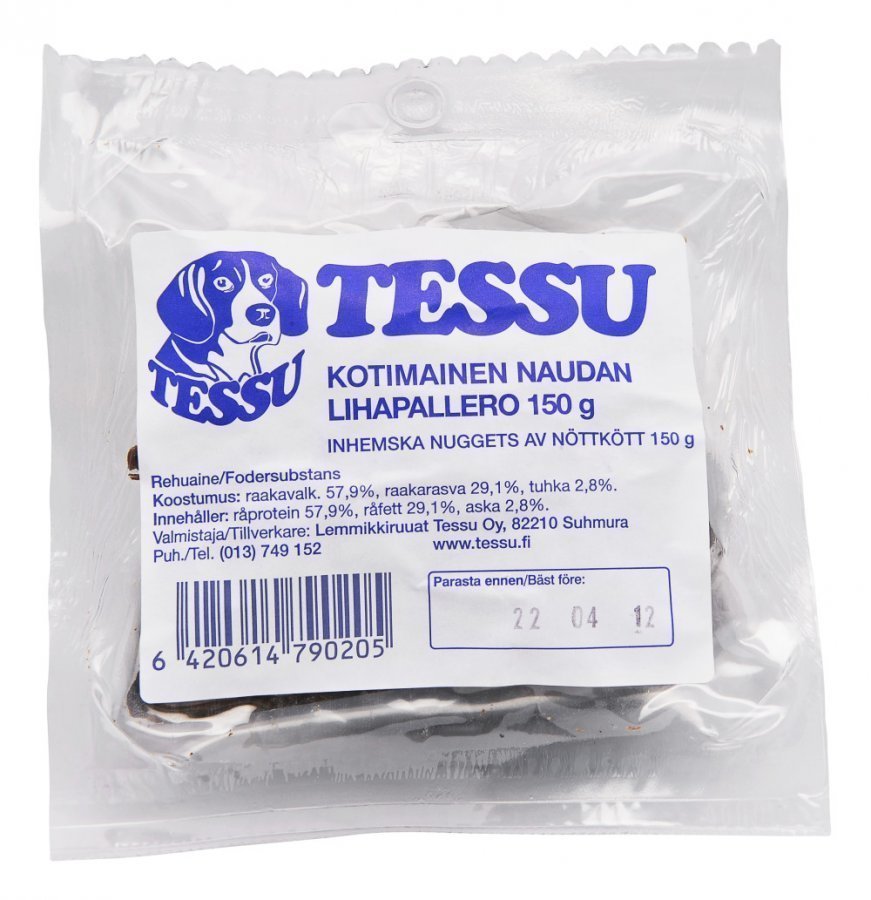 TESSU
TESSU
KOTIMAINEN NAUDAN
LIHAPALLERO 150 g
INHEMSKA NUGGETS AV NÖTTKÖTT 150 g
Rehuaine/Fodersubstans
Koostumus: raakavalk. 57,9%, raakarasva 29,1%, tuhka 2,8%.
Innehåller: råprotein 57,9%, råfett 29,1%, aska 2,8%.
Valmistaja/Tillverkare: Lemmikkiruuat Tessu Oy, 82210 Suhmura
Puh./Tel. (013) 749 152 www.tessu.fi
Parasta ennen/Bäst före:
22 04 12
6 420614 790205